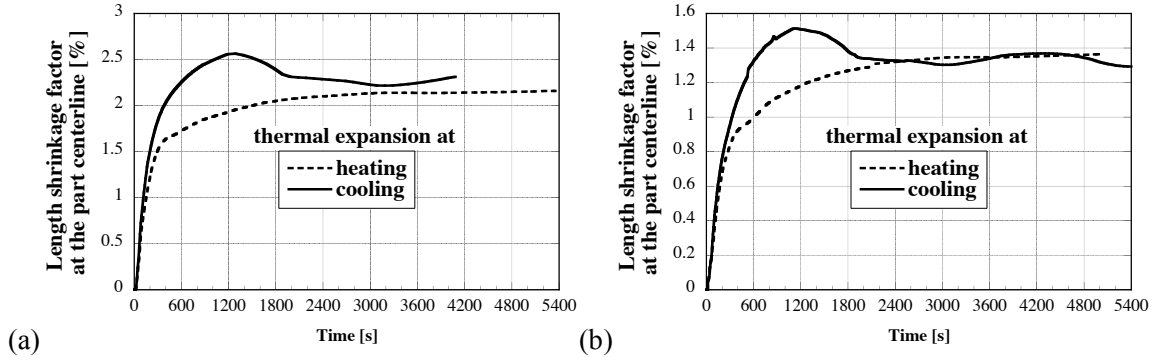 Length shrinkage factor
at the part centerline [%]
3
2.5
2
1.5
1
0.5
0
thermal expansion at
heating
cooling
0 600 1200 1800 2400 3000 3600 4200 4800 5400
Time [s]
(a)
Length shrinkage factor
at the part centerline [%]
1.6
1.4
1.2
1
0.8
0.6
0.4
0.2
0
thermal expansion at
heating
cooling
0 600 1200 1800 2400 3000 3600 4200 4800 5400
Time [s]
(b)